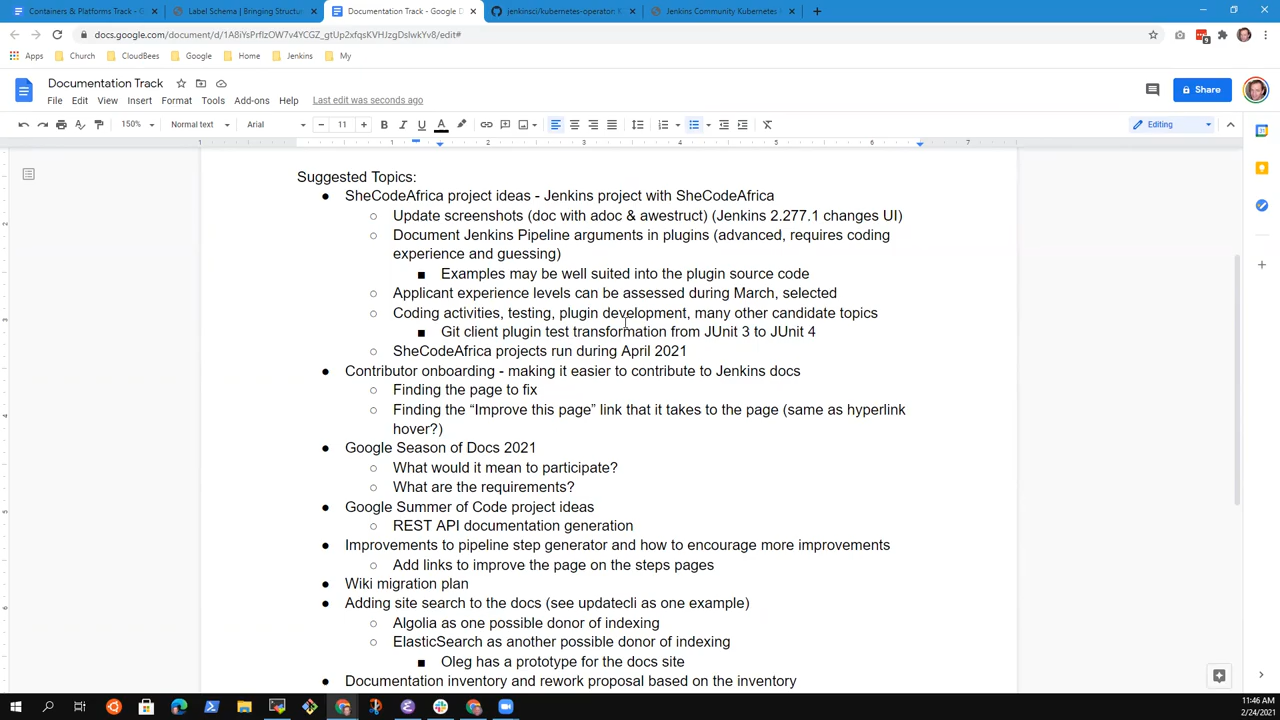 Containers & Platforms Track - G
Label Schema | Bringing Structur
Documentation Track - Google D
jenkinsci/kubernetes-operator: K
Jenkins Community Kubernetes
docs.google.com/document/d/1A8iYsPrflzOW7v4YCGZ_gtUp2xfqsKVHJzgDslwkYv8/edit#
9
Apps Church CloudBees Google Home Jenkins My
Documentation Track
Share
File Edit View Insert Format Tools Add-ons Help Last edit was seconds ago
150% Normal text Arial 11 B I U A Editing
1 1 2 3 4 5 6 7
Suggested Topics:
● SheCodeAfrica project ideas - Jenkins project with SheCodeAfrica
○ Update screenshots (doc with adoc & awestruct) (Jenkins 2.277.1 changes UI)
○ Document Jenkins Pipeline arguments in plugins (advanced, requires coding
experience and guessing)
■ Examples may be well suited into the plugin source code
○ Applicant experience levels can be assessed during March, selected
○ Coding activities, testing, plugin development, many other candidate topics
■ Git client plugin test transformation from JUnit 3 to JUnit 4
○ SheCodeAfrica projects run during April 2021
● Contributor onboarding - making it easier to contribute to Jenkins docs
○ Finding the page to fix
○ Finding the “Improve this page” link that it takes to the page (same as hyperlink
hover?)
● Google Season of Docs 2021
○ What would it mean to participate?
○ What are the requirements?
● Google Summer of Code project ideas
○ REST API documentation generation
● Improvements to pipeline step generator and how to encourage more improvements
○ Add links to improve the page on the steps pages
● Wiki migration plan
● Adding site search to the docs (see updatecli as one example)
○ Algolia as one possible donor of indexing
○ ElasticSearch as another possible donor of indexing
■ Oleg has a prototype for the docs site
● Documentation inventory and rework proposal based on the inventory
11:46 AM
2/24/2021